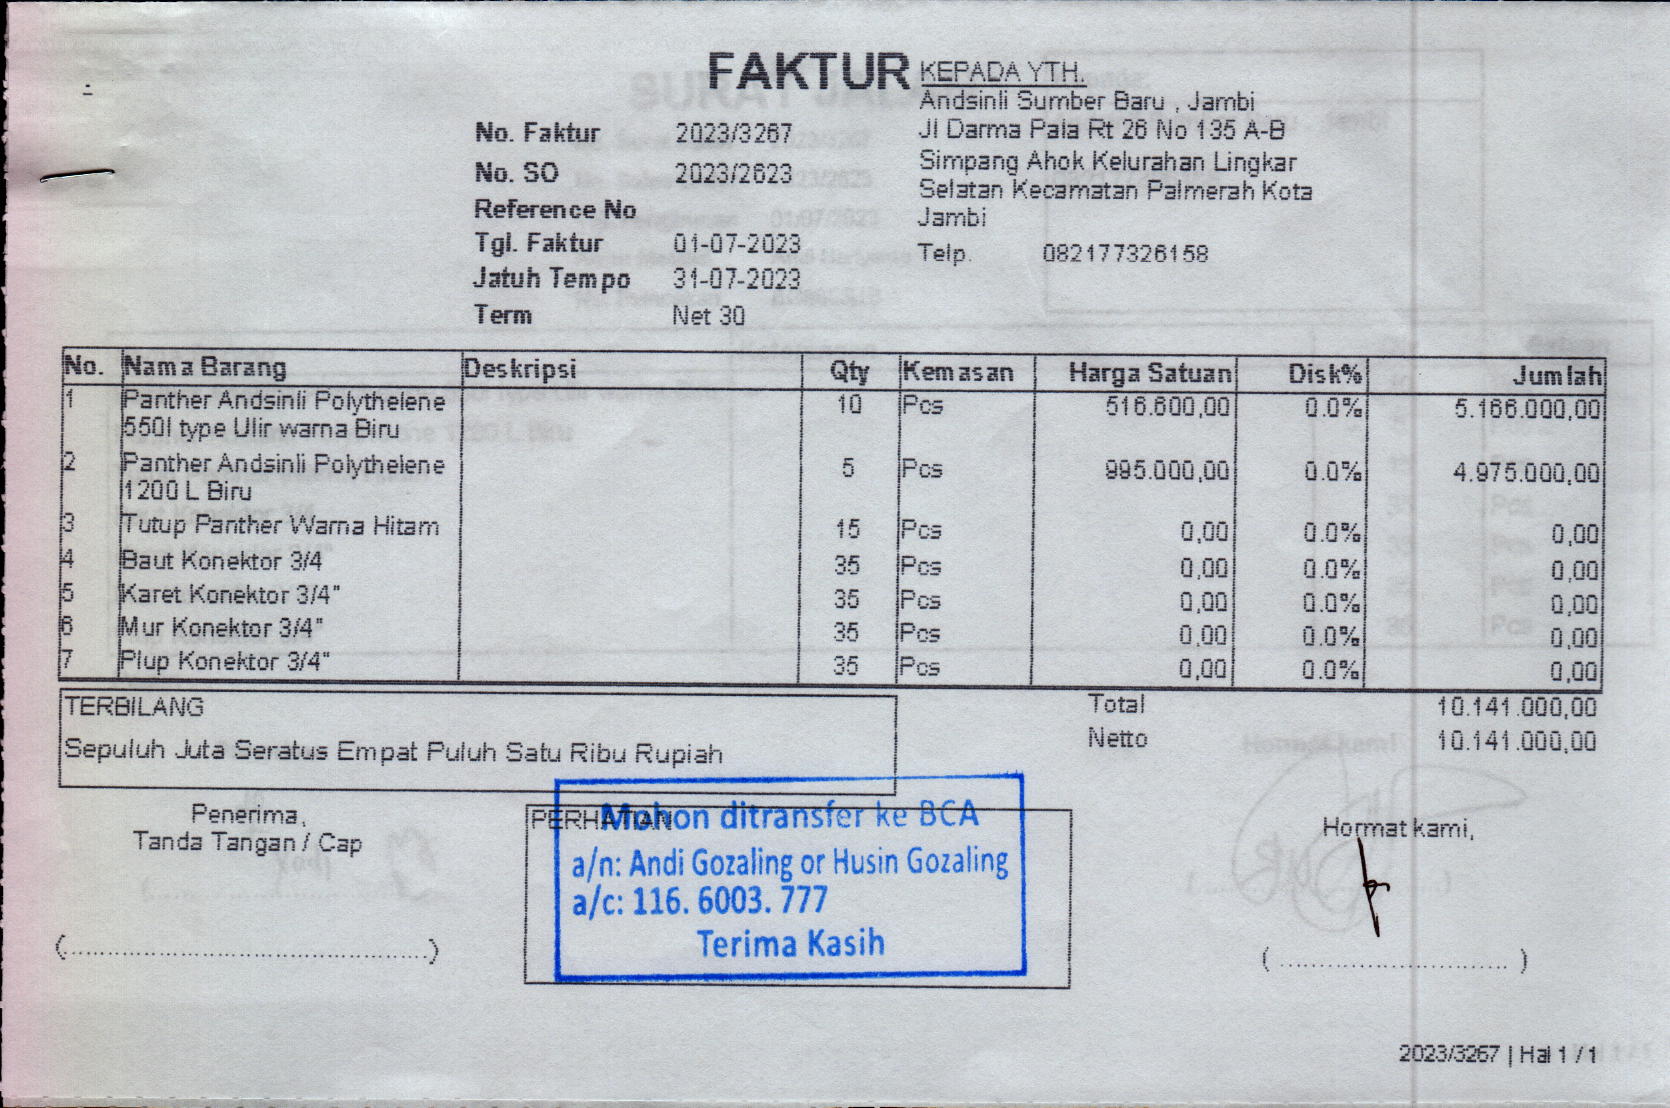 FAKTUR
No. Faktur 2023/3267
No. SO 2023/2623
Reference No
Tgl. Faktur 01-07-2023
Jatuh Tempo 31-07-2023
Term Net 30
KEPADA YTH.
Andsinli Sumber Baru , Jambi
Jl Darma Pala Rt 26 No 135 A-B
Simpang Ahok Kelurahan Lingkar
Selatan Kecamatan Palmerah Kota
Jambi
Telp. 082177326158
No. Nama Barang Deskripsi Qty Kemasan Harga Satuan Disk% Jumlah
1 Panther Andsinli Polythelene 10 Pcs 516.600,00 0.0% 5.166.000,00
550l type Ulir warna Biru
2 Panther Andsinli Polythelene 5 Pcs 995.000,00 0.0% 4.975.000,00
1200 L Biru
3 Tutup Panther Warna Hitam 15 Pcs 0,00 0.0% 0,00
4 Baut Konektor 3/4 35 Pcs 0,00 0.0% 0,00
5 Karet Konektor 3/4" 35 Pcs 0,00 0.0% 0,00
6 Mur Konektor 3/4" 35 Pcs 0,00 0.0% 0,00
7 Plup Konektor 3/4" 35 Pcs 0,00 0.0% 0,00
TERBILANG
Sepuluh Juta Seratus Empat Puluh Satu Ribu Rupiah
Total 10.141.000,00
Netto 10.141.000,00
Penerima,
Tanda Tangan / Cap
(..........................................................)
PERHATIAN
Mohon ditransfer ke BCA
a/n: Andi Gozaling or Husin Gozaling
a/c: 116. 6003. 777
Terima Kasih
Hormat kami,
( .................................... )
2023/3267 | Hal 1 / 1